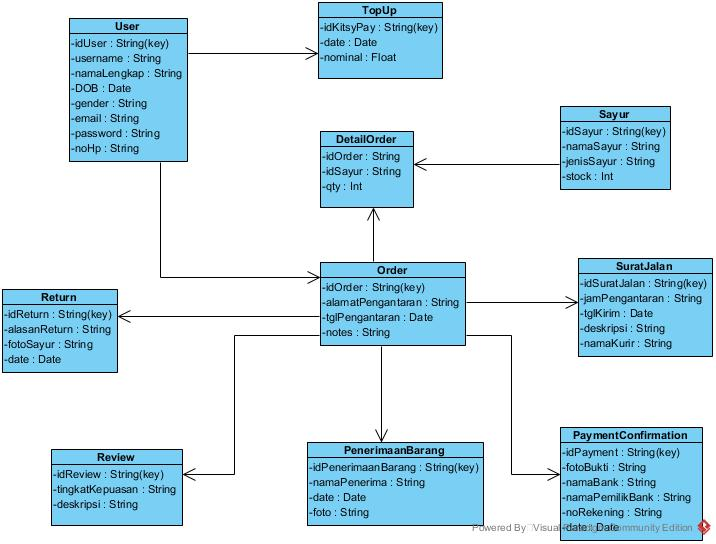 User
-idUser : String(key)
-username : String
-namaLengkap : String
-DOB : Date
-gender : String
-email : String
-password : String
-noHp : String
TopUp
-idKitsyPay : String(key)
-date : Date
-nominal : Float
DetailOrder
-idOrder : String
-idSayur : String
-qty : Int
Sayur
-idSayur : String(key)
-namaSayur : String
-jenisSayur : String
-stock : Int
Order
-idOrder : String(key)
-alamatPengantaran : String
-tglPengantaran : Date
-notes : String
SuratJalan
-idSuratJalan : String(key)
-jamPengantaran : String
-tglKirim : Date
-deskripsi : String
-namaKurir : String
Return
-idReturn : String(key)
-alasanReturn : String
-fotoSayur : String
-date : Date
Review
-idReview : String(key)
-tingkatKepuasan : String
-deskripsi : String
PenerimaanBarang
-idPenerimaanBarang : String(key)
-namaPenerima : String
-date : Date
-foto : String
PaymentConfirmation
-idPayment : String(key)
-fotoBukti : String
-namaBank : String
-namaPemilikBank : String
-noRekening : String
-date : Date
Powered By Visual Paradigm Community Edition